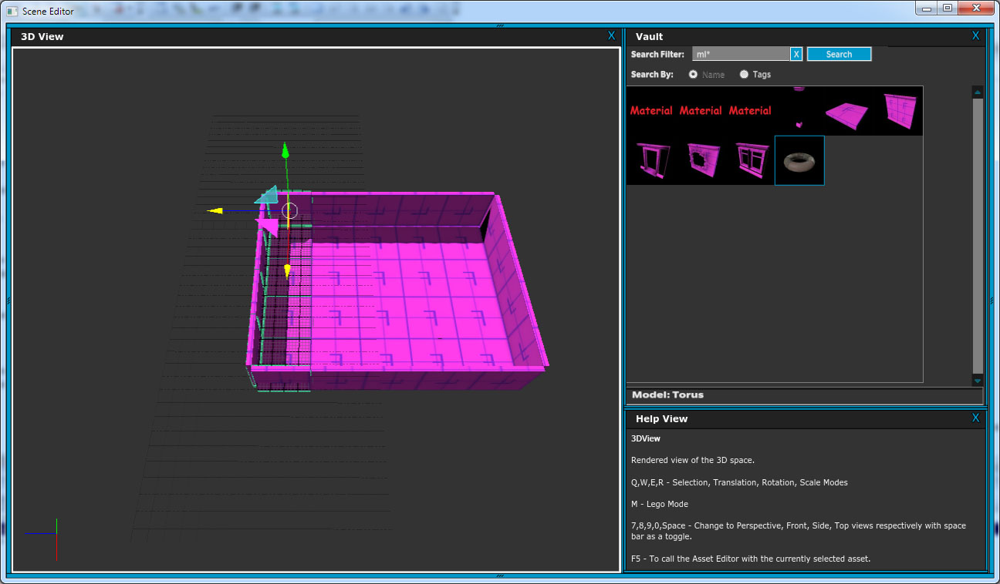 Scene Editor
3D View
X
Vault
X
Search Filter:
ml*
X
Search
Search By:
Name
Tags
Material
Material
Material
Model: Torus
Help View
X
3DView
Rendered view of the 3D space.
Q,W,E,R - Selection, Translation, Rotation, Scale Modes
M - Lego Mode
7,8,9,0,Space - Change to Perspective, Front, Side, Top views respectively with space
bar as a toggle.
F5 - To call the Asset Editor with the currently selected asset.